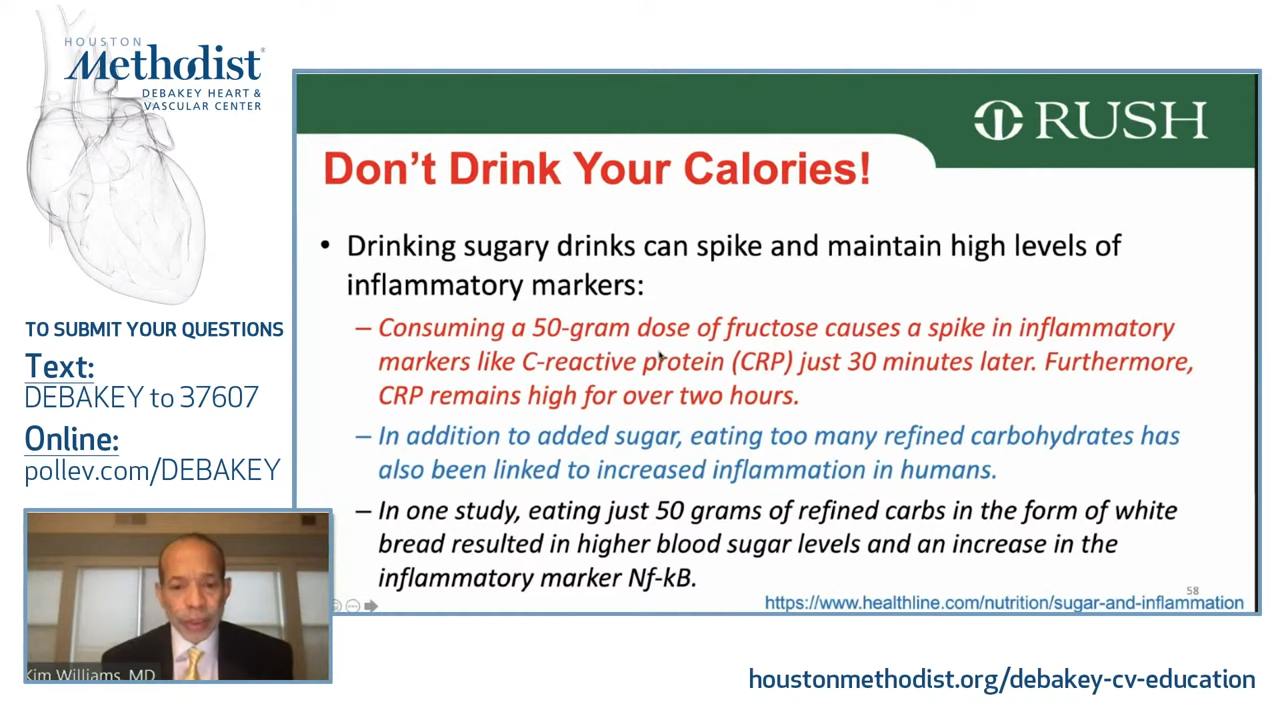 HOUSTON
Methodist®
DEBAKEY HEART &
VASCULAR CENTER
TO SUBMIT YOUR QUESTIONS
Text:
DEBAKEY to 37607
Online:
pollev.com/DEBAKEY
Kim Williams, MD
RUSH
Don't Drink Your Calories!
• Drinking sugary drinks can spike and maintain high levels of
inflammatory markers:
– Consuming a 50-gram dose of fructose causes a spike in inflammatory
markers like C-reactive protein (CRP) just 30 minutes later. Furthermore,
CRP remains high for over two hours.
– In addition to added sugar, eating too many refined carbohydrates has
also been linked to increased inflammation in humans.
– In one study, eating just 50 grams of refined carbs in the form of white
bread resulted in higher blood sugar levels and an increase in the
inflammatory marker Nf-kB.
58
https://www.healthline.com/nutrition/sugar-and-inflammation
houstonmethodist.org/debakey-cv-education